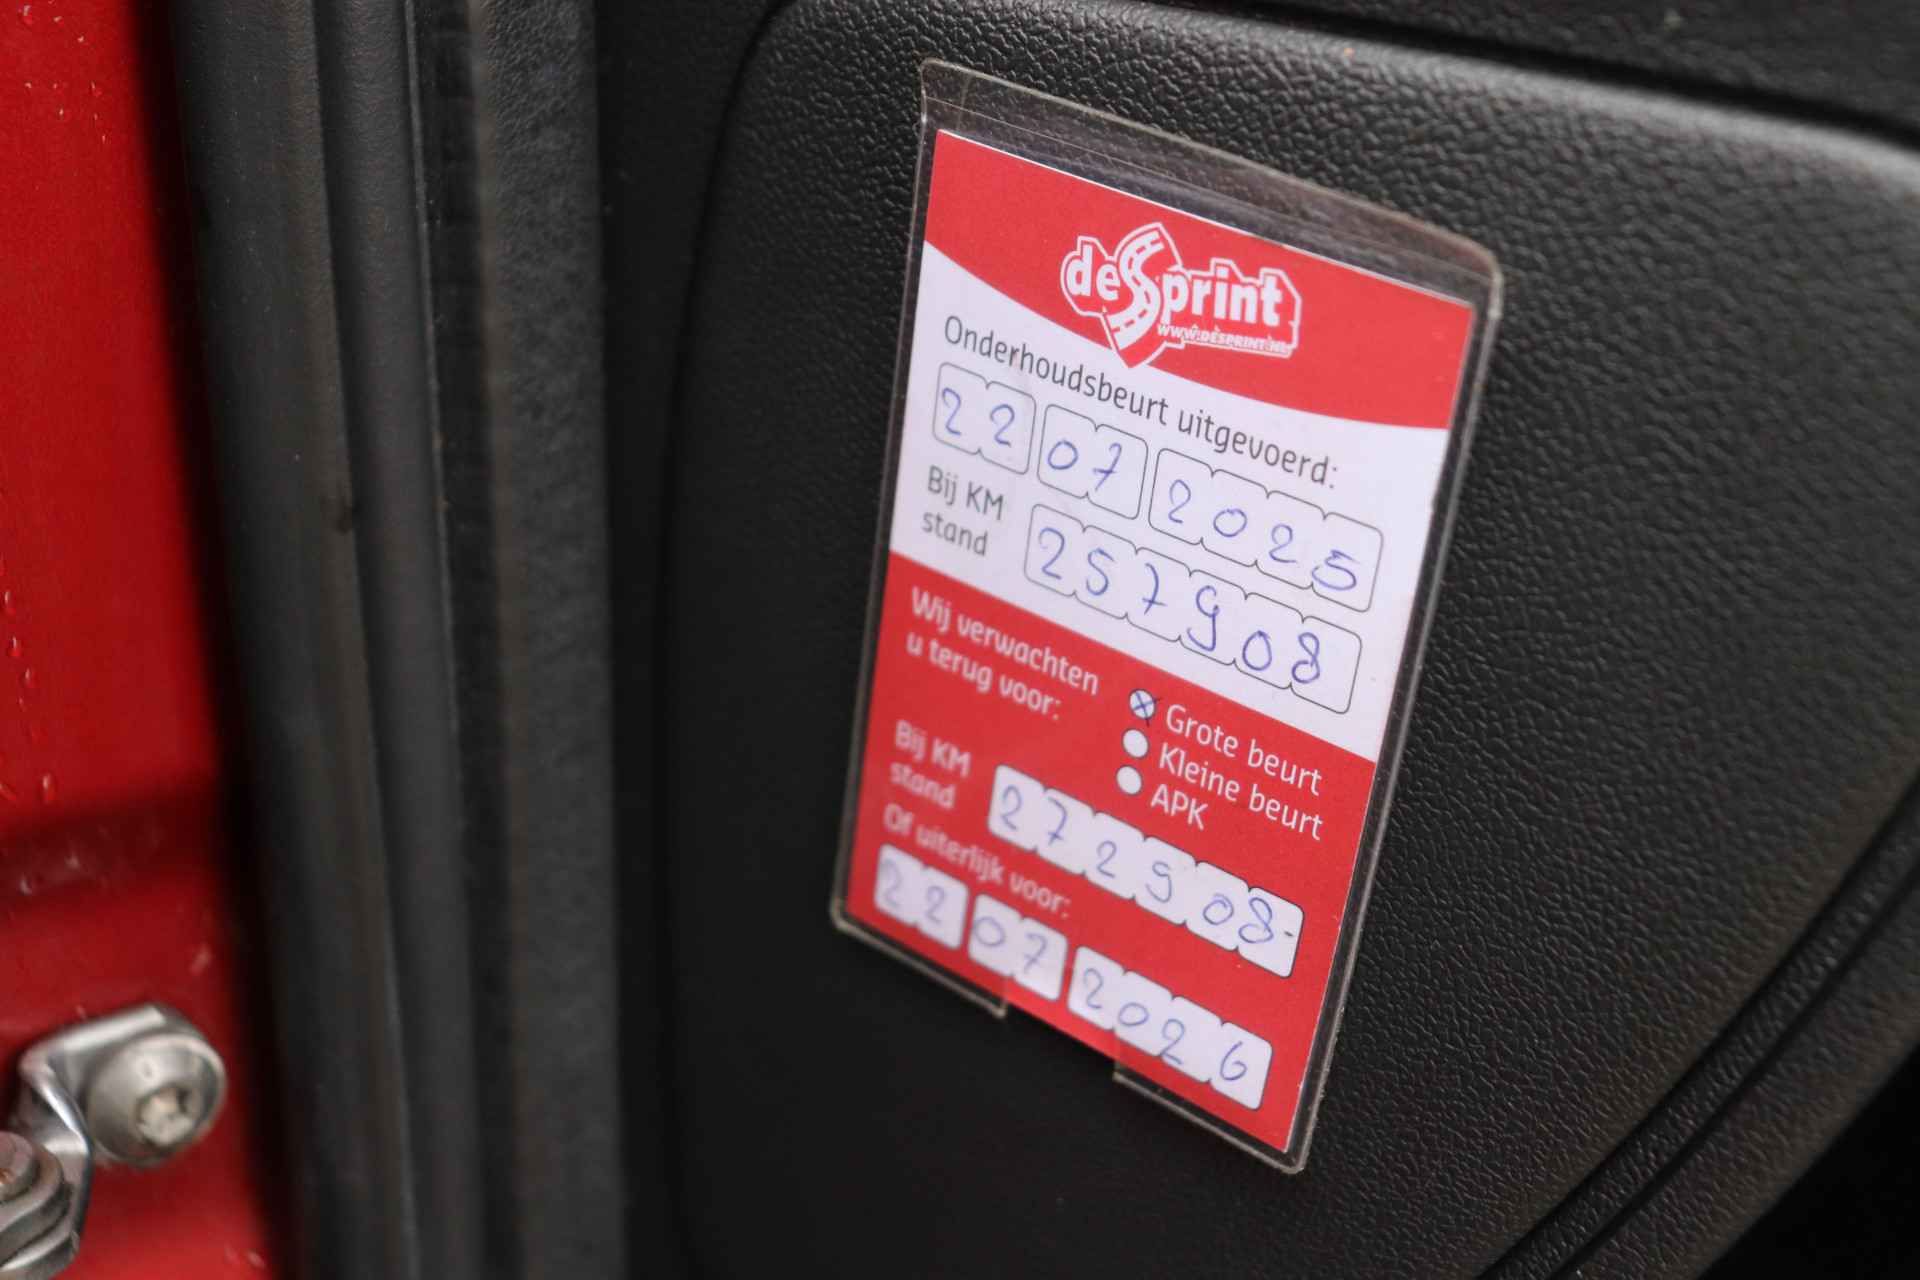 deSprint
WWW.DESPRINT.NL
Onderhoudsbeurt uitgevoerd:
22 07 2025
Bij KM stand 257908
Wij verwachten
u terug voor:
Grote beurt
Kleine beurt
APK
Bij KM
stand
272908-
Of uiterlijk voor:
22 07 2026